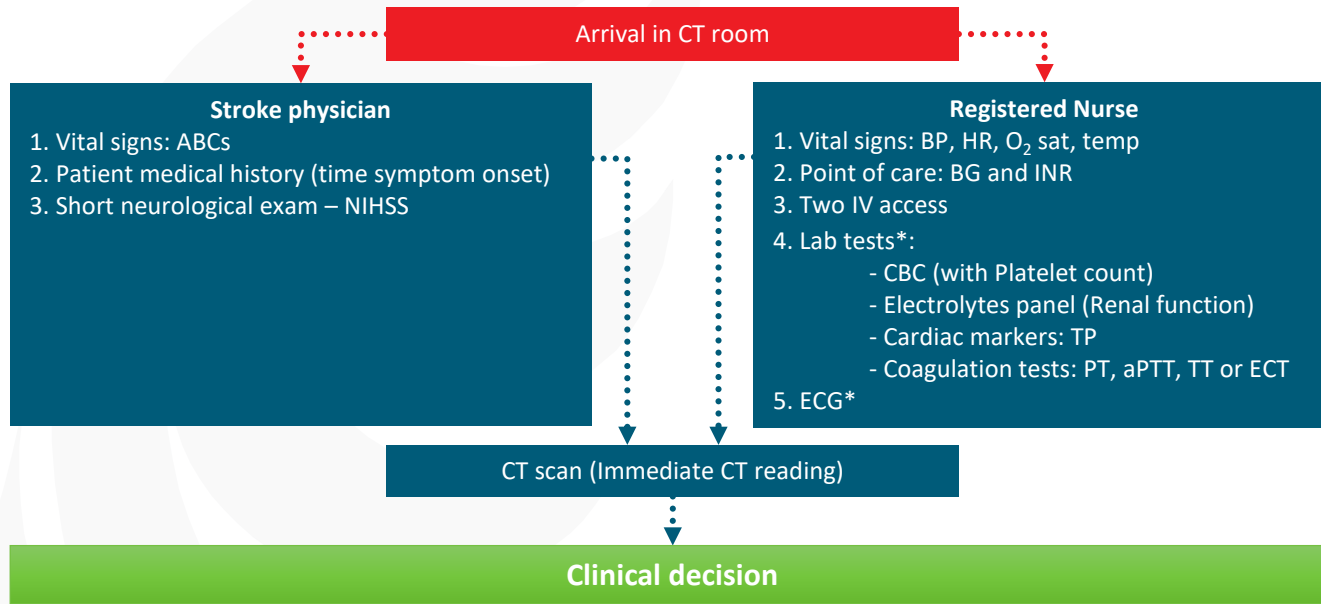 Arrival in CT room
Stroke physician
1. Vital signs: ABCs
2. Patient medical history (time symptom onset)
3. Short neurological exam – NIHSS
Registered Nurse
1. Vital signs: BP, HR, O₂ sat, temp
2. Point of care: BG and INR
3. Two IV access
4. Lab tests*:
- CBC (with Platelet count)
- Electrolytes panel (Renal function)
- Cardiac markers: TP
- Coagulation tests: PT, aPTT, TT or ECT
5. ECG*
CT scan (Immediate CT reading)
Clinical decision